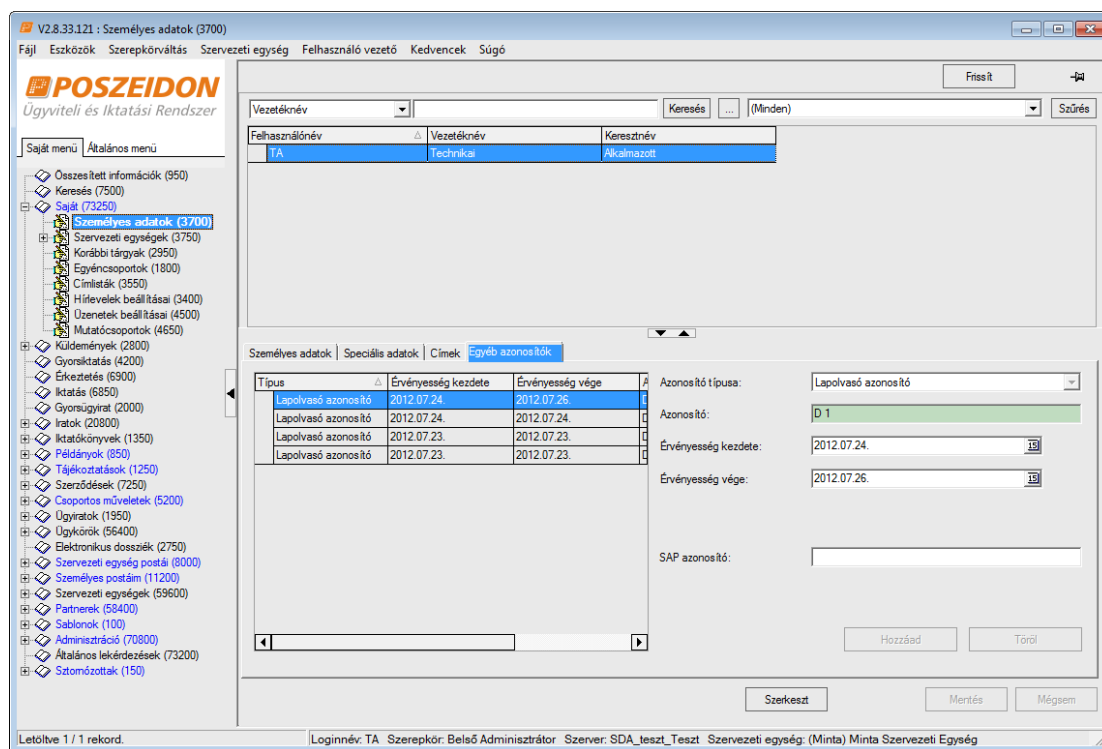 V2.8.33.121 : Személyes adatok (3700)
Fájl Eszközök Szerepkörváltás Szervezeti egység Felhasználó vezető Kedvencek Súgó
POSZEIDON
Ügyviteli és Iktatási Rendszer
Saját menü Általános menü
Összesített információk (950)
Keresés (7500)
Saját (73250)
Személyes adatok (3700)
Szervezeti egységek (3750)
Korábbi tárgyak (2950)
Egyéncsoportok (1800)
Címlisták (3550)
Hírlevelek beállításai (3400)
Üzenetek beállításai (4500)
Mutatócsoportok (4650)
Küldemények (2800)
Gyorsiktatás (4200)
Érkeztetés (6900)
Iktatás (6850)
Gyorsügyirat (2000)
Iratok (20800)
Iktatókönyvek (1350)
Példányok (850)
Tájékoztatások (1250)
Szerződések (7250)
Csoportos műveletek (5200)
Ügyiratok (1950)
Ügykörök (56400)
Elektronikus dossziék (2750)
Szervezeti egység postái (8000)
Személyes postáim (11200)
Szervezeti egységek (59600)
Partnerek (58400)
Sablonok (100)
Adminisztráció (70800)
Általános lekérdezések (73200)
Sztornózottak (150)
Frissít
Vezetéknév Keresés ... (Minden) Szűrés
Felhasználónév Vezetéknév Keresztnév
TA Technikai Alkalmazott
Személyes adatok Speciális adatok Címek Egyéb azonosítók
Típus Érvényesség kezdete Érvényesség vége A
Lapolvasó azonosító 2012.07.24. 2012.07.26. D
Lapolvasó azonosító 2012.07.24. 2012.07.24. D
Lapolvasó azonosító 2012.07.23. 2012.07.23. D
Lapolvasó azonosító 2012.07.23. 2012.07.23. D
Azonosító típusa: Lapolvasó azonosító
Azonosító: D 1
Érvényesség kezdete: 2012.07.24. 15
Érvényesség vége: 2012.07.26. 15
SAP azonosító:
Hozzáad Töröl
Szerkeszt Mentés Mégsem
Letöltve 1 / 1 rekord. Loginnév: TA Szerepkör: Belső Adminisztrátor Szerver: SDA_teszt_Teszt Szervezeti egység: (Minta) Minta Szervezeti Egység